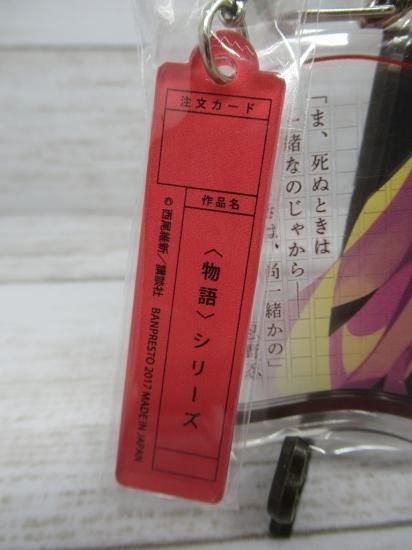 注文カード
作品名
〈物語〉シリーズ
©西尾維新/講談社 BANPRESTO 2017 MADE IN JAPAN
「ま、死ぬときは
一緒なのじゃから――
は、尚一緒かの」